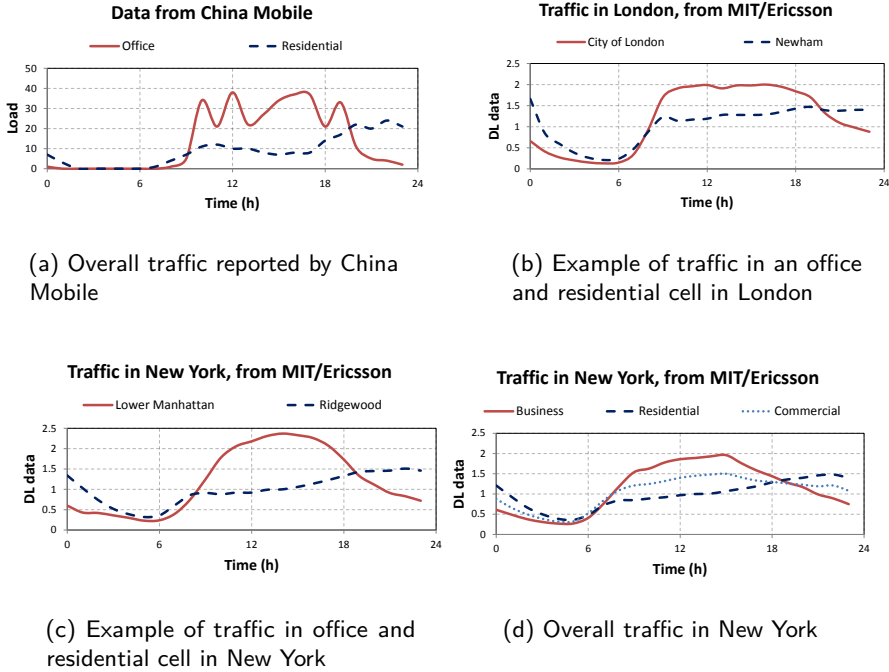 Data from China Mobile
Office Residential
50
40
30
20
10
0
Load
0 6 12 18 24
Time (h)
(a) Overall traffic reported by China
Mobile
Traffic in London, from MIT/Ericsson
City of London Newham
2.5
2
1.5
1
0.5
0
DL data
0 6 12 18 24
Time (h)
(b) Example of traffic in an office
and residential cell in London
Traffic in New York, from MIT/Ericsson
Lower Manhattan Ridgewood
2.5
2
1.5
1
0.5
0
DL data
0 6 12 18 24
Time (h)
(c) Example of traffic in office and
residential cell in New York
Traffic in New York, from MIT/Ericsson
Business Residential Commercial
2.5
2
1.5
1
0.5
0
DL data
0 6 12 18 24
Time (h)
(d) Overall traffic in New York